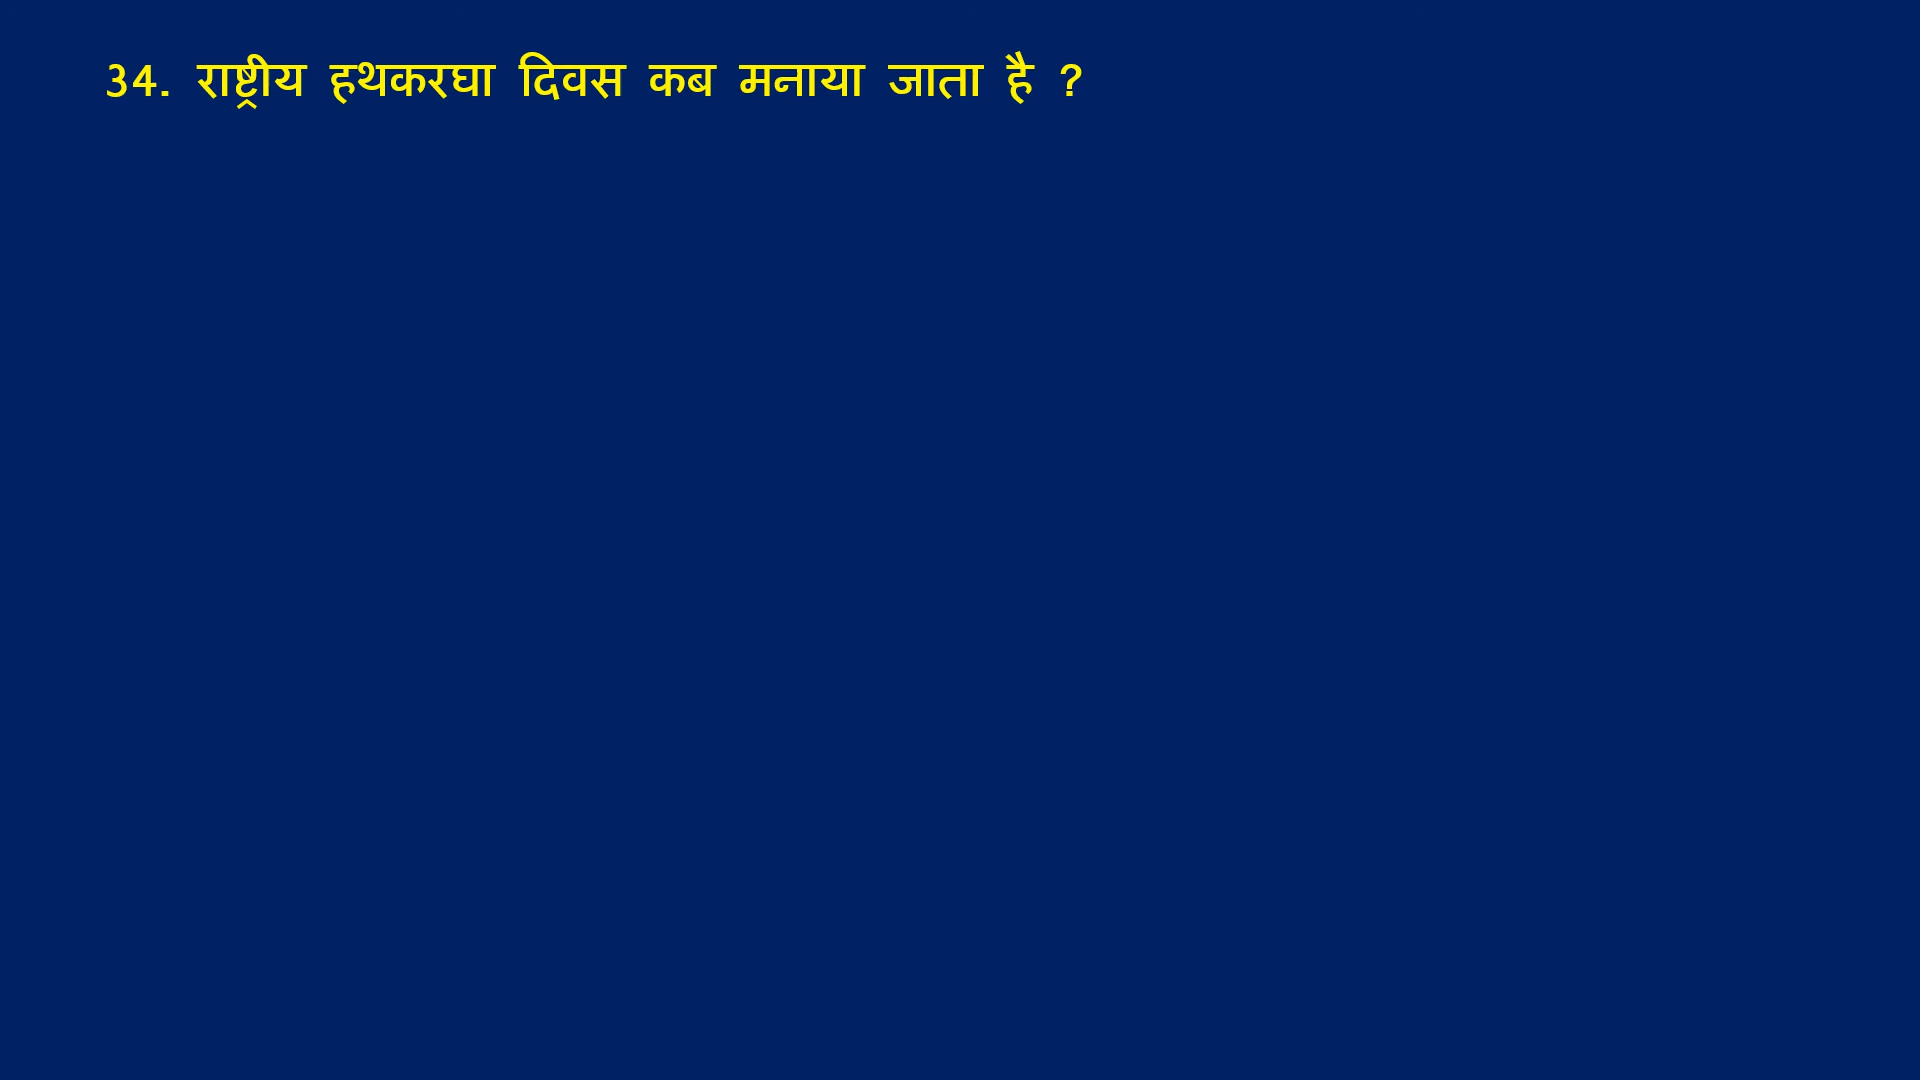 34. राष्ट्रीय हथकरघा दिवस कब मनाया जाता है ?